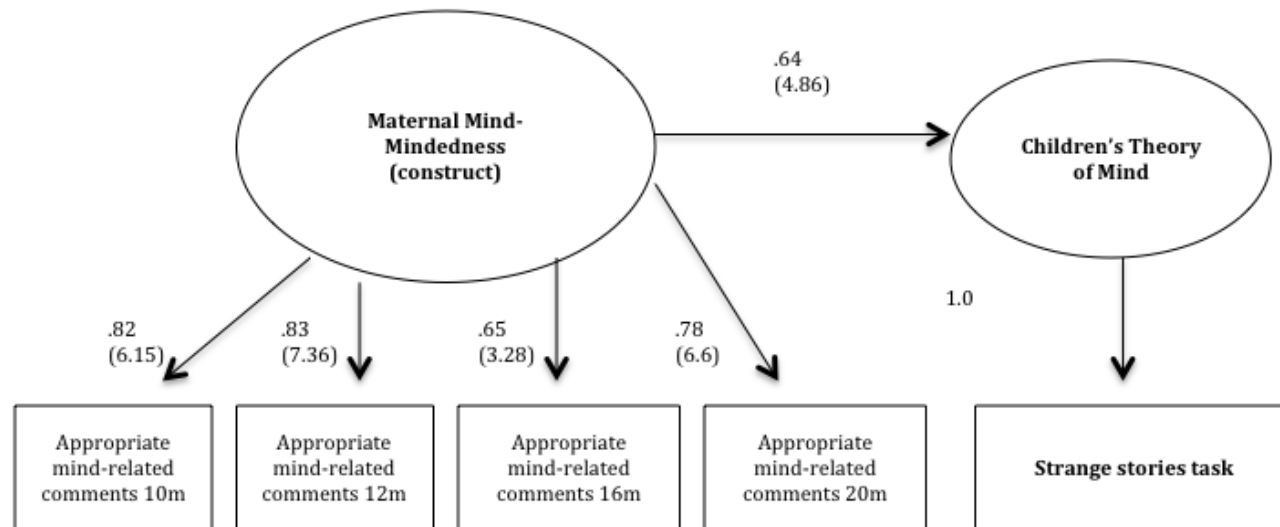 .64
(4.86)
Maternal Mind-
Mindedness
(construct)
Children's Theory
of Mind
.82
(6.15)
.83
(7.36)
.65
(3.28)
.78
(6.6)
1.0
Appropriate
mind-related
comments 10m
Appropriate
mind-related
comments 12m
Appropriate
mind-related
comments 16m
Appropriate
mind-related
comments 20m
Strange stories task